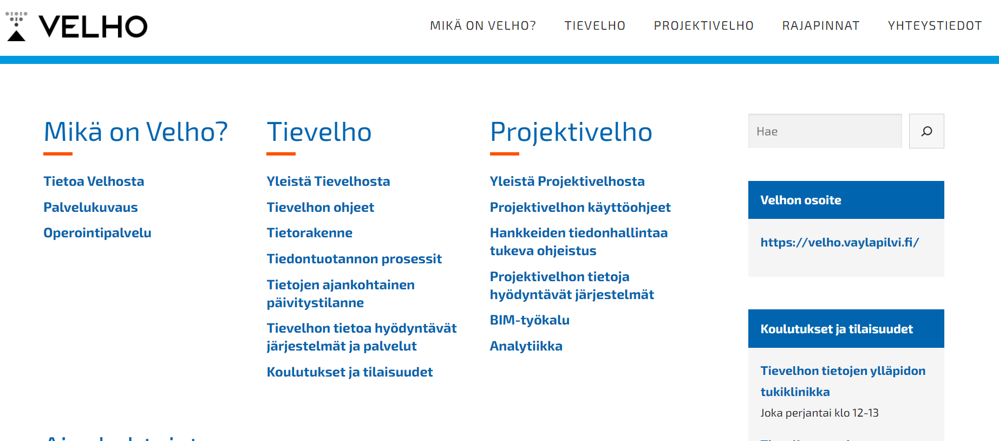 VELHO
MIKÄ ON VELHO? TIEVELHO PROJEKTIVELHO RAJAPINNAT YHTEYSTIEDOT
Mikä on Velho?
Tietoa Velhosta
Palvelukuvaus
Operointipalvelu
Tievelho
Yleistä Tievelhosta
Tievelhon ohjeet
Tietorakenne
Tiedontuotannon prosessit
Tietojen ajankohtainen
päivitystilanne
Tievelhon tietoa hyödyntävät
järjestelmät ja palvelut
Koulutukset ja tilaisuudet
Projektivelho
Yleistä Projektivelhosta
Projektivelhon käyttöohjeet
Hankkeiden tiedonhallintaa
tukeva ohjeistus
Projektivelhon tietoja
hyödyntävät järjestelmät
BIM-työkalu
Analytiikka
Hae
Velhon osoite
https://velho.vaylapilvi.fi/
Koulutukset ja tilaisuudet
Tievelhon tietojen ylläpidon
tukiklinikka
Joka perjantai klo 12-13